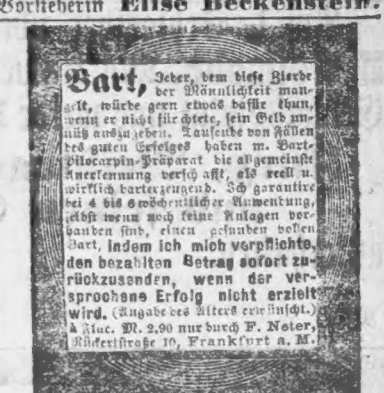 Vorsteherin Elise Beckenstein.
Bart, Jeder, dem diese Zierde
der Männlichkeit man-
gelt, würde gern etwas dafür thun,
wenn er nicht fürchtete, sein Geld un-
nütz auszugeben. Tausende von Fällen
des guten Erfolges haben m. Bart-
pilocarpin-Präparat die allgemeinste
Anerkennung verschafft, als reell u.
wirklich barterzeugend. Ich garantire
bei 4 bis 6 wöchentlicher Anwendung,
selbst wenn noch keine Anlagen vor-
handen sind, einen gesunden vollen
Bart, indem ich mich verpflichte,
den bezahlten Betrag sofort zu-
rückzusenden, wenn der ver-
sprochene Erfolg nicht erzielt
wird. (Angabe des Alters erwünscht.)
à Flac. M. 2.90 nur durch F. Neter,
Rückertstraße 10, Frankfurt a. M.